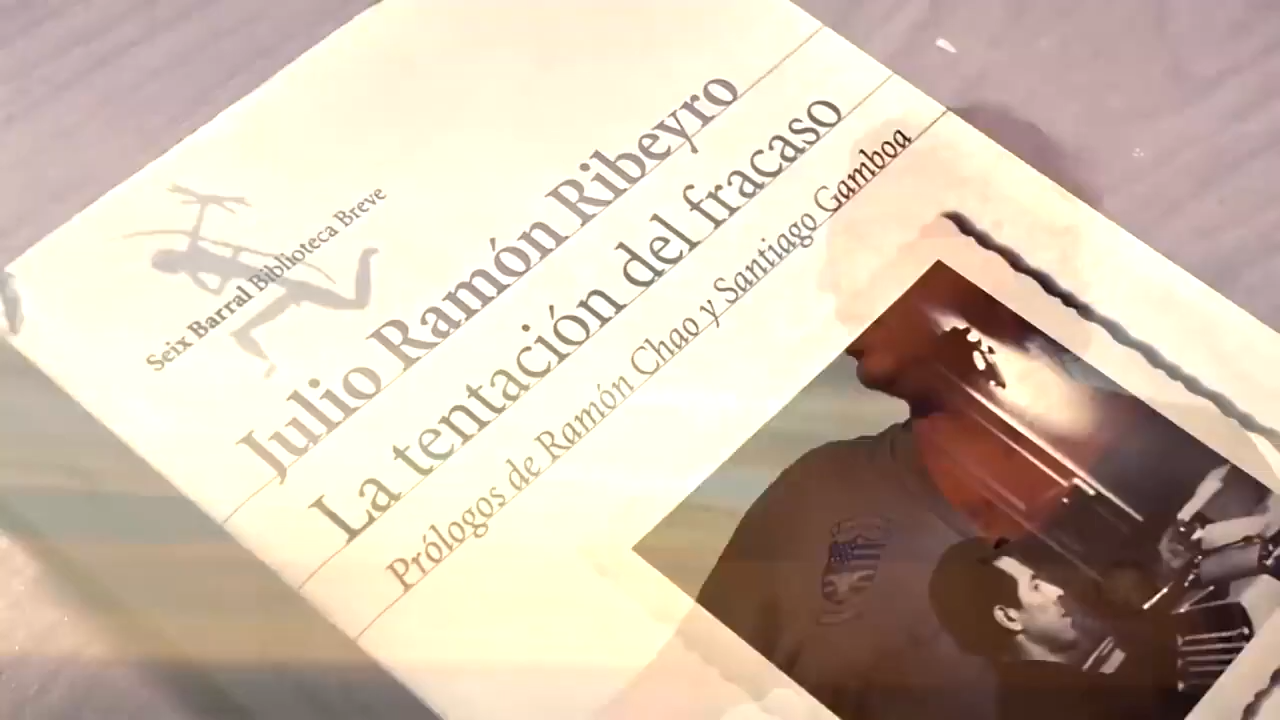 Seix Barral Biblioteca Breve
Julio Ramón Ribeyro
La tentación del fracaso
Prólogos de Ramón Chao y Santiago Gamboa